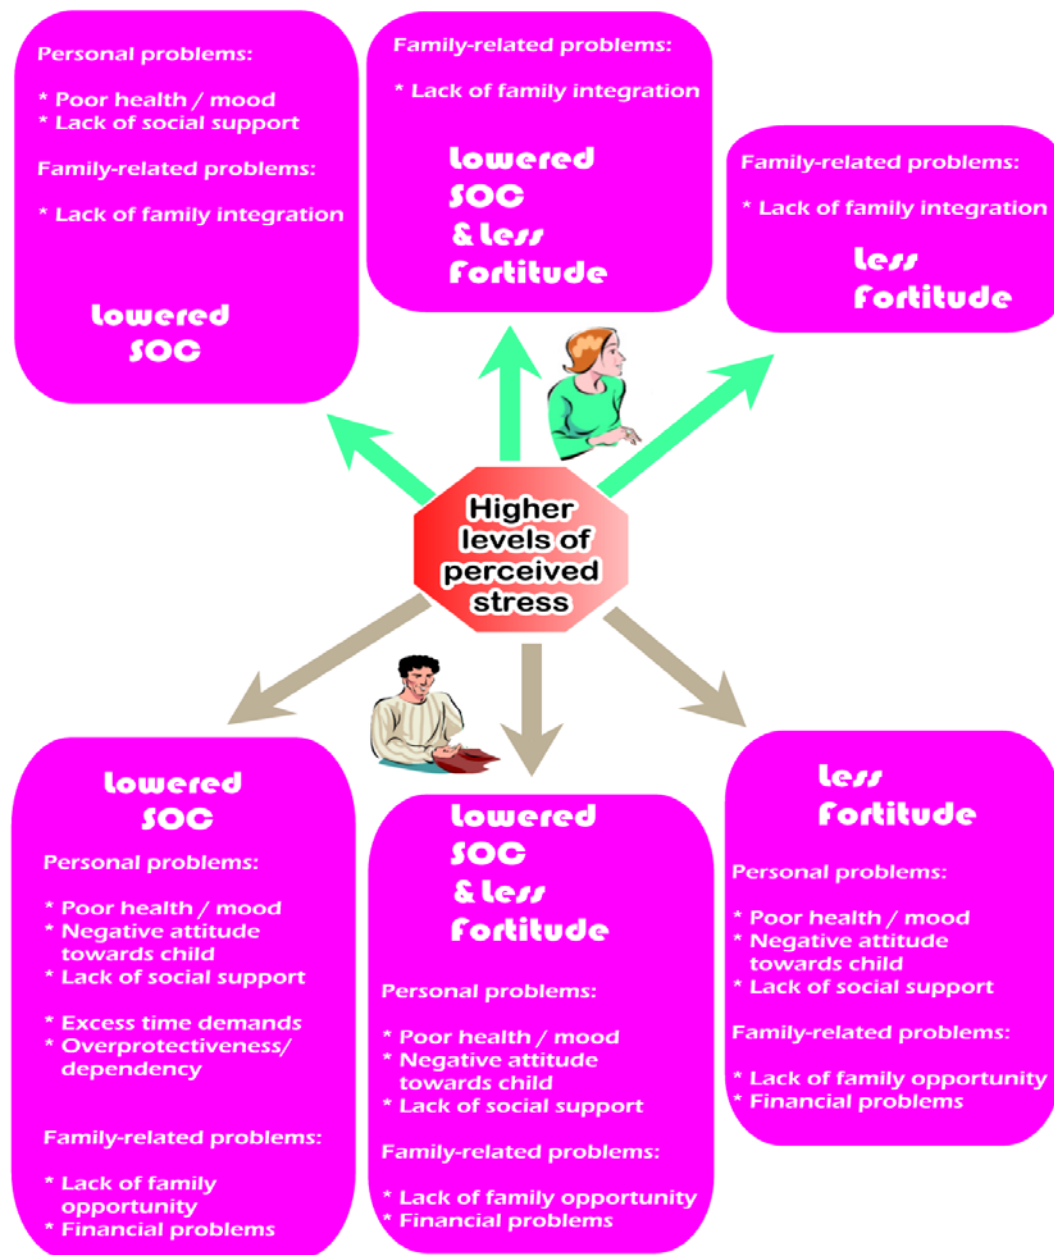 Personal problems:
* Poor health / mood
* Lack of social support
Family-related problems:
* Lack of family integration
Lowered
SOC
Family-related problems:
* Lack of family integration
Lowered
SOC
& Less
Fortitude
Family-related problems:
* Lack of family integration
Less
Fortitude
Higher
levels of
perceived
stress
Lowered
SOC
Personal problems:
* Poor health / mood
* Negative attitude
towards child
* Lack of social support
* Excess time demands
* Overprotectiveness/
dependency
Family-related problems:
* Lack of family
opportunity
* Financial problems
Lowered
SOC
& Less
Fortitude
Personal problems:
* Poor health / mood
* Negative attitude
towards child
* Lack of social support
Family-related problems:
* Lack of family opportunity
* Financial problems
Less
Fortitude
Personal problems:
* Poor health / mood
* Negative attitude
towards child
* Lack of social support
Family-related problems:
* Lack of family opportunity
* Financial problems